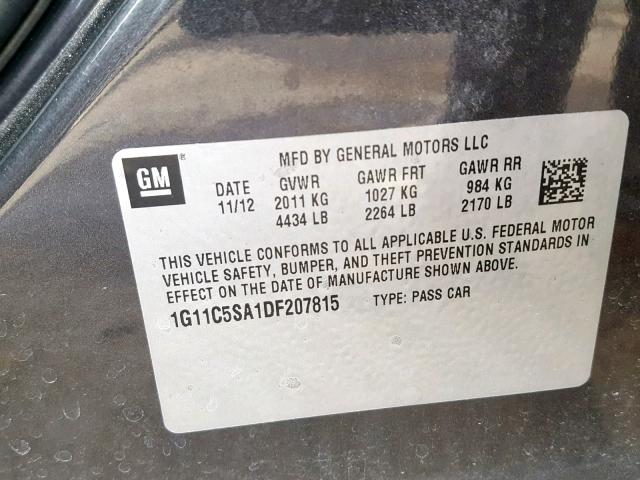 GM ®
MFD BY GENERAL MOTORS LLC
DATE GVWR GAWR FRT GAWR RR
11/12 2011 KG 1027 KG 984 KG
4434 LB 2264 LB 2170 LB
THIS VEHICLE CONFORMS TO ALL APPLICABLE U.S. FEDERAL MOTOR
VEHICLE SAFETY, BUMPER, AND THEFT PREVENTION STANDARDS IN
EFFECT ON THE DATE OF MANUFACTURE SHOWN ABOVE.
1G11C5SA1DF207815 TYPE: PASS CAR